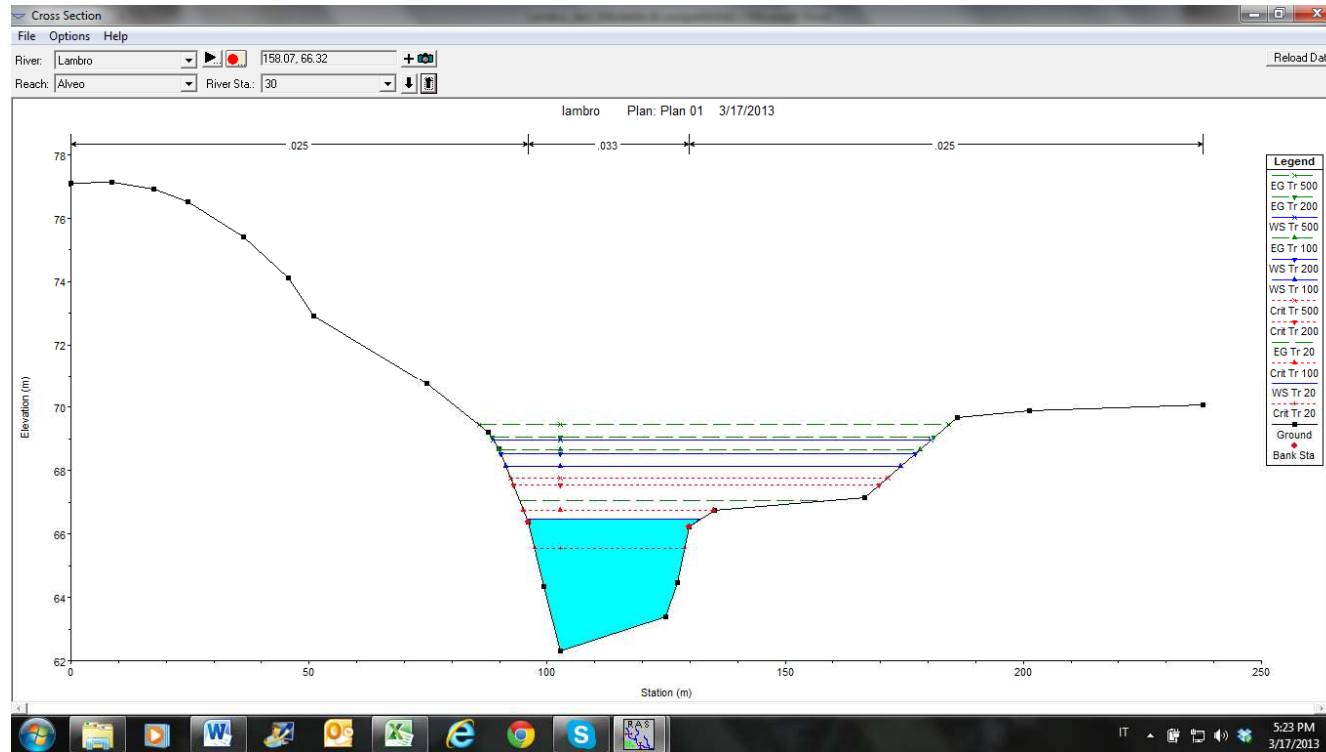 Cross Section
File Options Help
River: Lambro 158.07, 66.32 Reload Dat
Reach: Alveo River Sta.: 30
lambro Plan: Plan 01 3/17/2013
.025 .033 .025
Elevation (m)
78
76
74
72
70
68
66
64
62
0 50 100 150 200 250
Station (m)
Legend
EG Tr 500
EG Tr 200
WS Tr 500
EG Tr 100
WS Tr 200
WS Tr 100
Crit Tr 500
Crit Tr 200
EG Tr 20
Crit Tr 100
WS Tr 20
Crit Tr 20
Ground
Bank Sta
RAS
IT
5:23 PM
3/17/2013